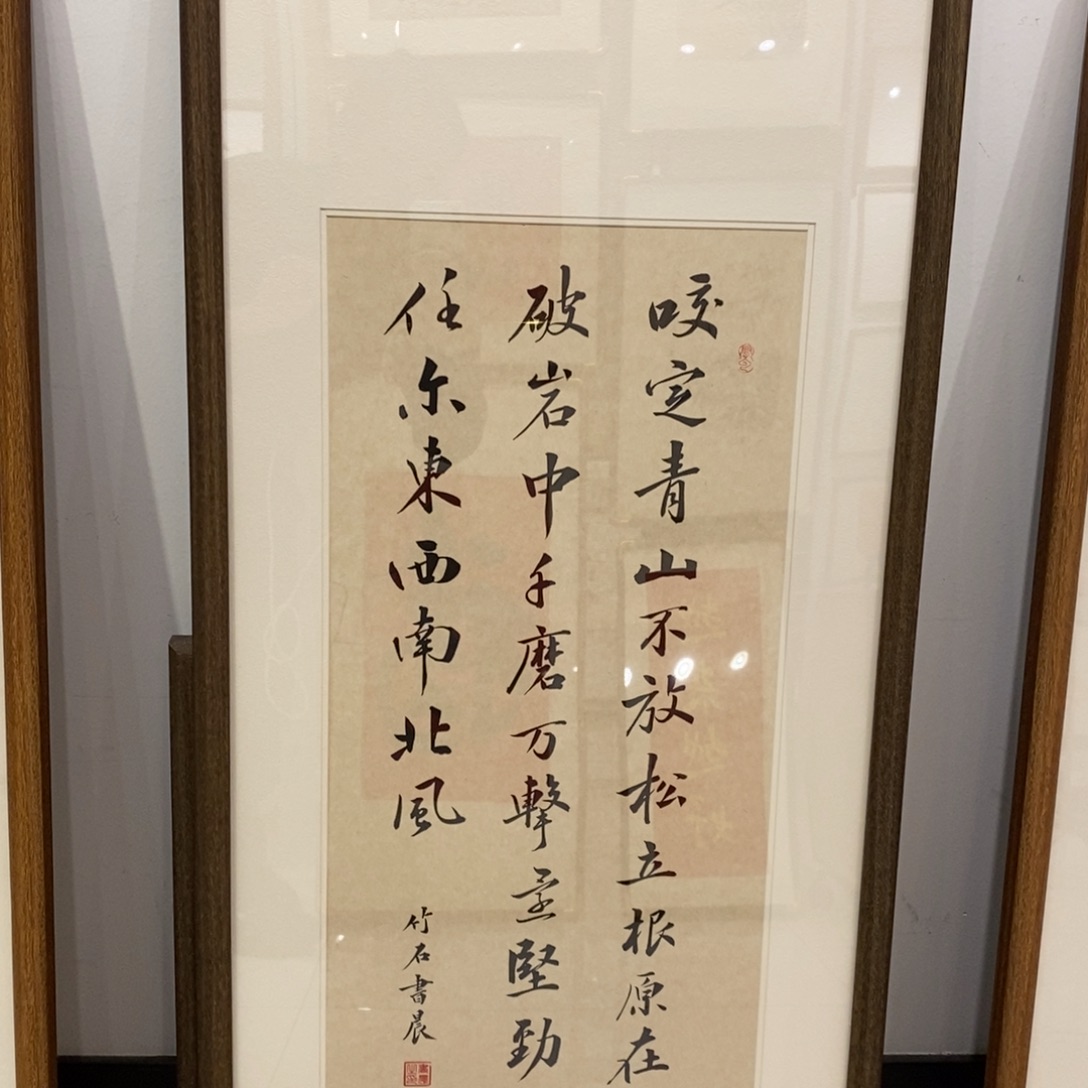 咬定青山不放松立根原在
破岩中千磨万擊還堅勁
任尔東西南北風
竹石書晨